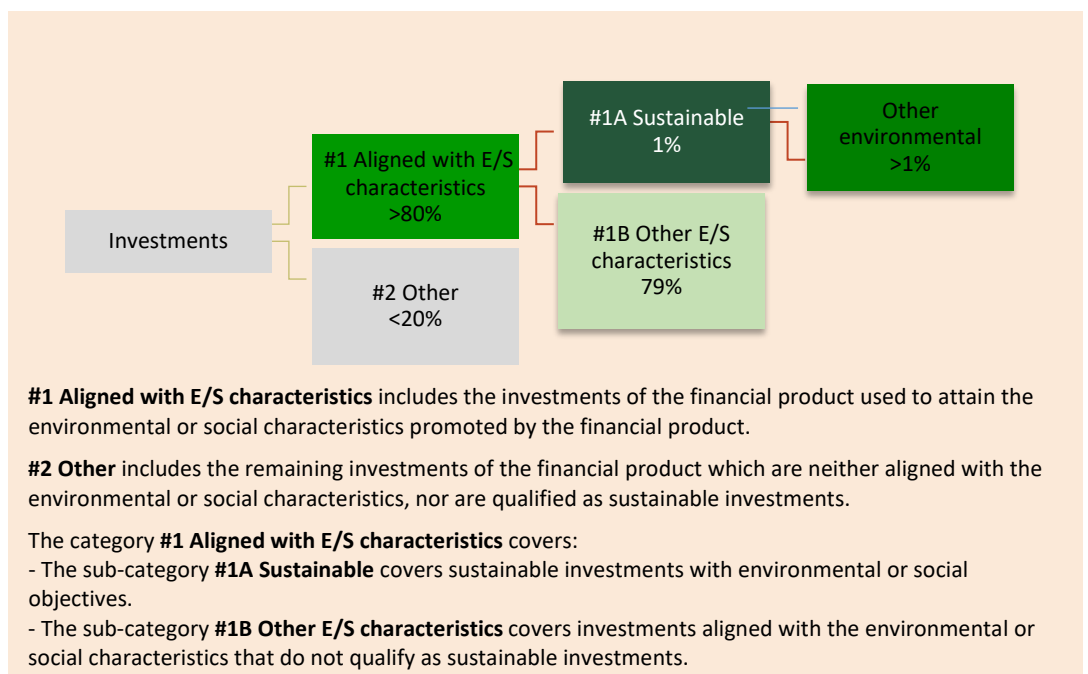 #1A Sustainable
1%
Other
environmental
>1%
#1 Aligned with E/S
characteristics
>80%
Investments
#1B Other E/S
characteristics
79%
#2 Other
<20%
#1 Aligned with E/S characteristics includes the investments of the financial product used to attain the
environmental or social characteristics promoted by the financial product.
#2 Other includes the remaining investments of the financial product which are neither aligned with the
environmental or social characteristics, nor are qualified as sustainable investments.
The category #1 Aligned with E/S characteristics covers:
- The sub-category #1A Sustainable covers sustainable investments with environmental or social
objectives.
- The sub-category #1B Other E/S characteristics covers investments aligned with the environmental or
social characteristics that do not qualify as sustainable investments.